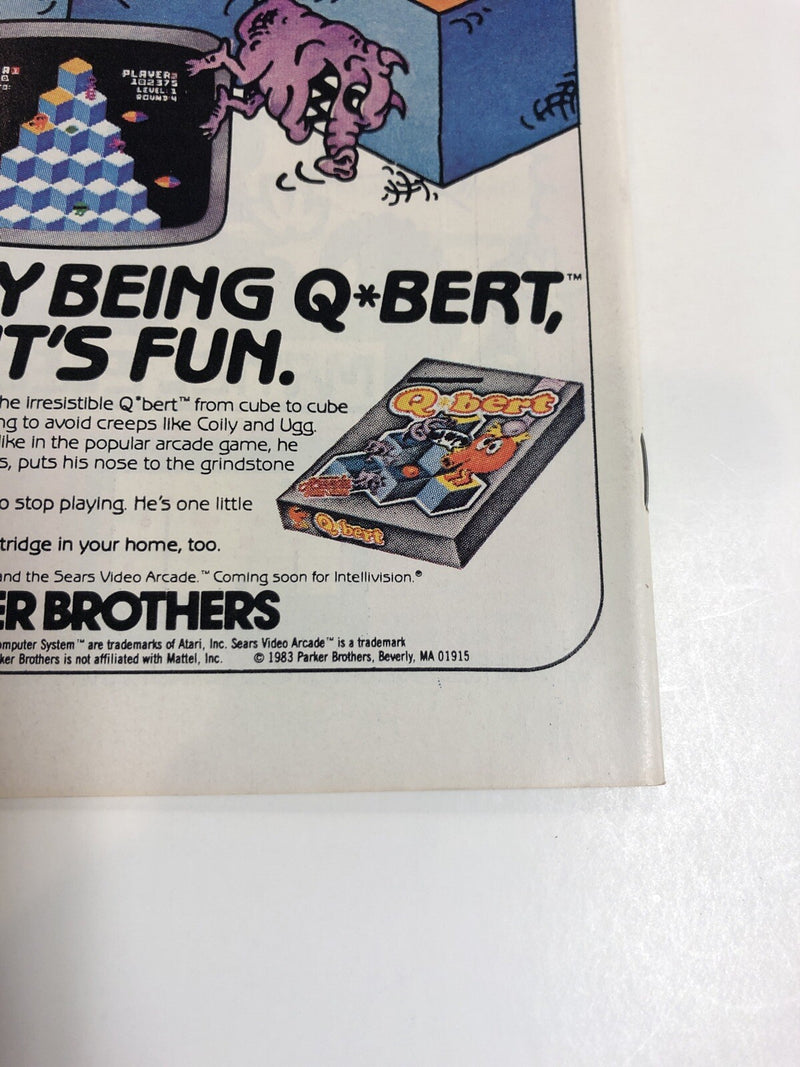 PLAYER2
102375
LEVEL: 1
ROUND: 4
Y BEING Q*BERT,™
IT'S FUN.
he irresistible Q*bert™ from cube to cube
ng to avoid creeps like Coily and Ugg.
like in the popular arcade game, he
s, puts his nose to the grindstone
o stop playing. He's one little
tridge in your home, too.
and the Sears Video Arcade.™ Coming soon for Intellivision.®
Q*bert
Q*bert
ER BROTHERS
omputer System™ are trademarks of Atari, Inc. Sears Video Arcade™ is a trademark
ker Brothers is not affiliated with Mattel, Inc. © 1983 Parker Brothers, Beverly, MA 01915